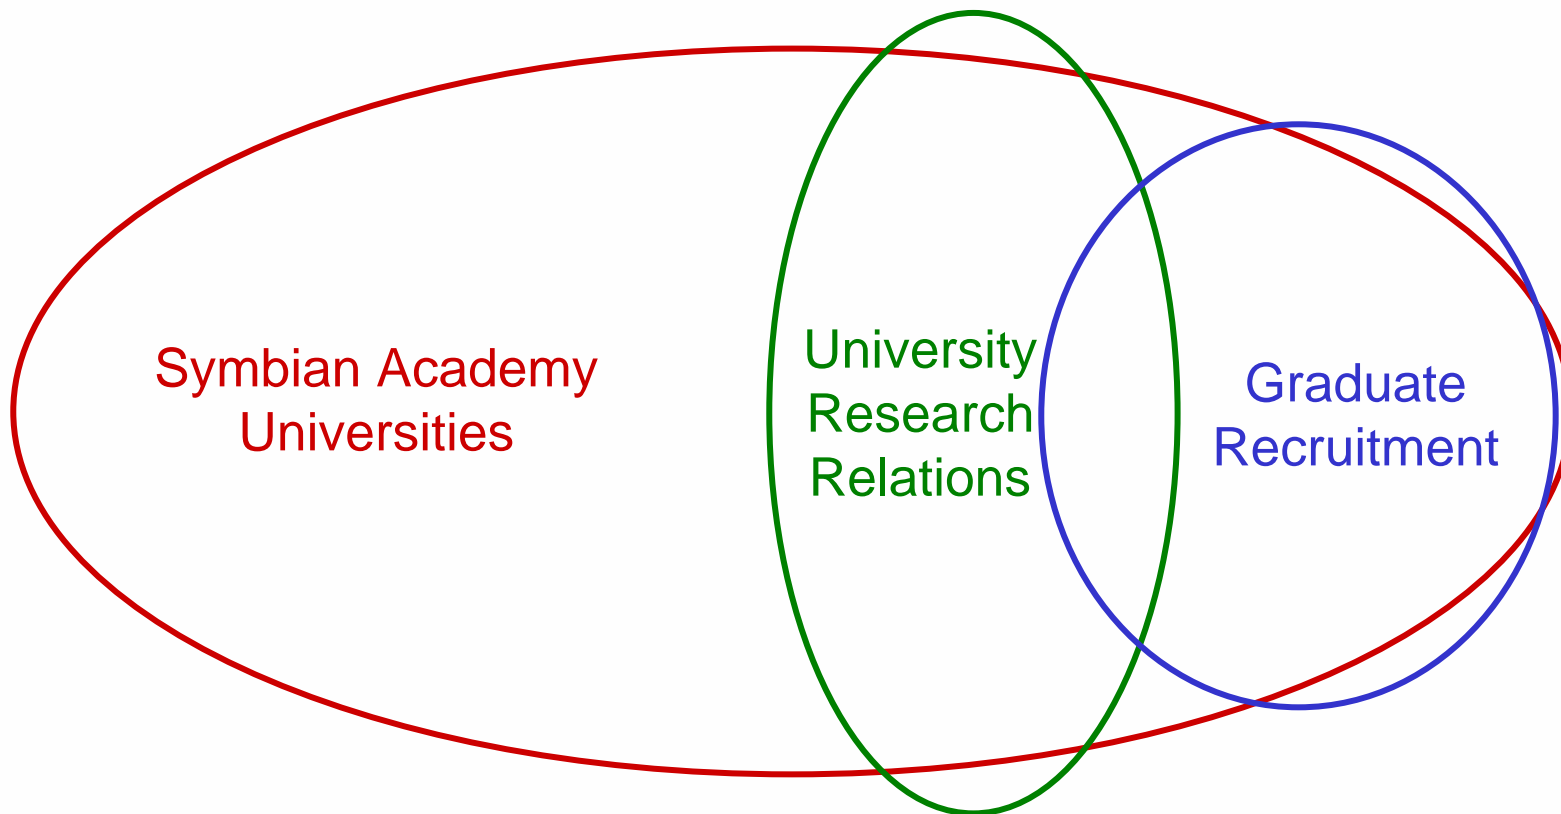 Symbian Academy
Universities
University
Research
Relations
Graduate
Recruitment